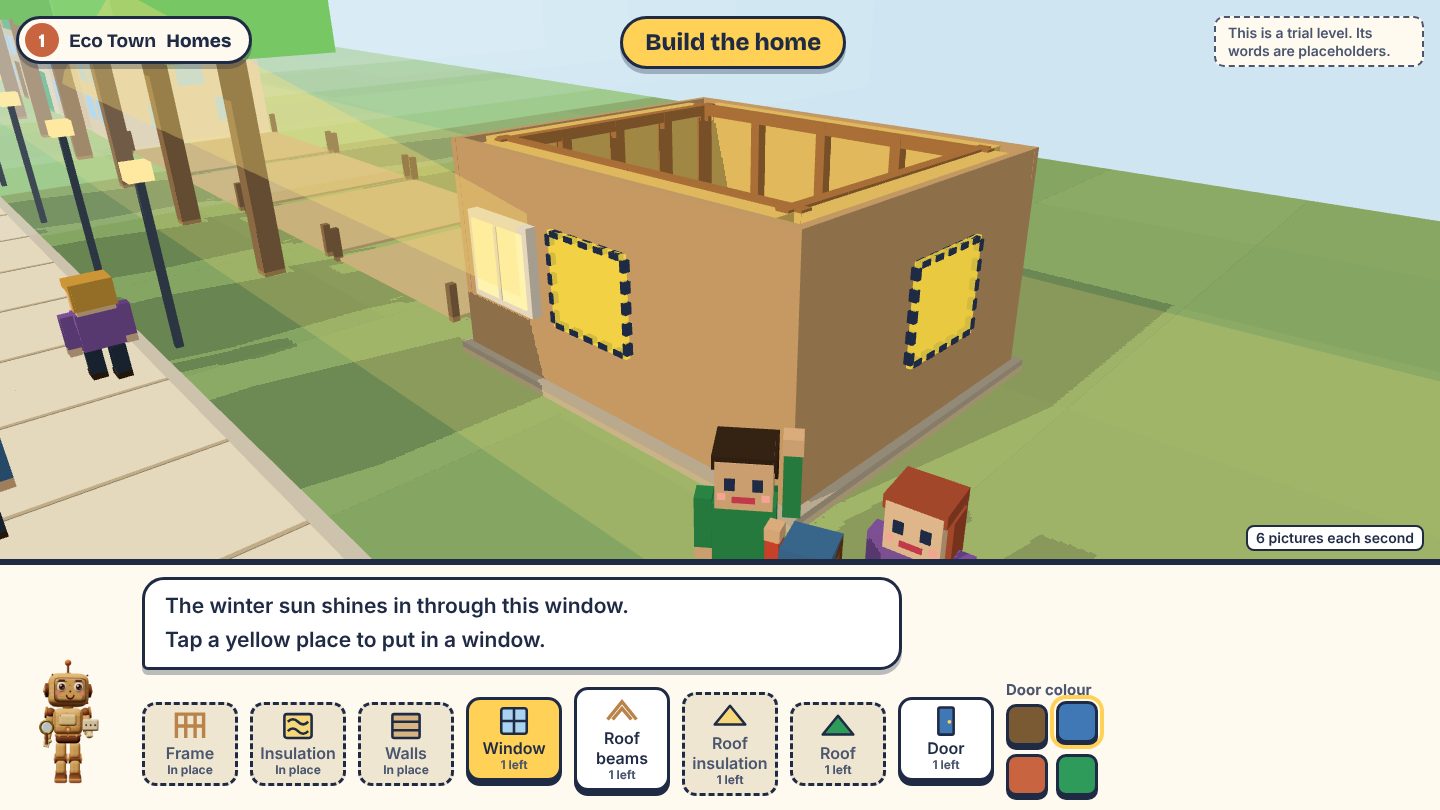 1 Eco Town Homes
Build the home
This is a trial level. Its
words are placeholders.
6 pictures each second
The winter sun shines in through this window.
Tap a yellow place to put in a window.
Frame
In place
Insulation
In place
Walls
In place
Window
1 left
Roof
beams
1 left
Roof
insulation
1 left
Roof
1 left
Door
1 left
Door colour